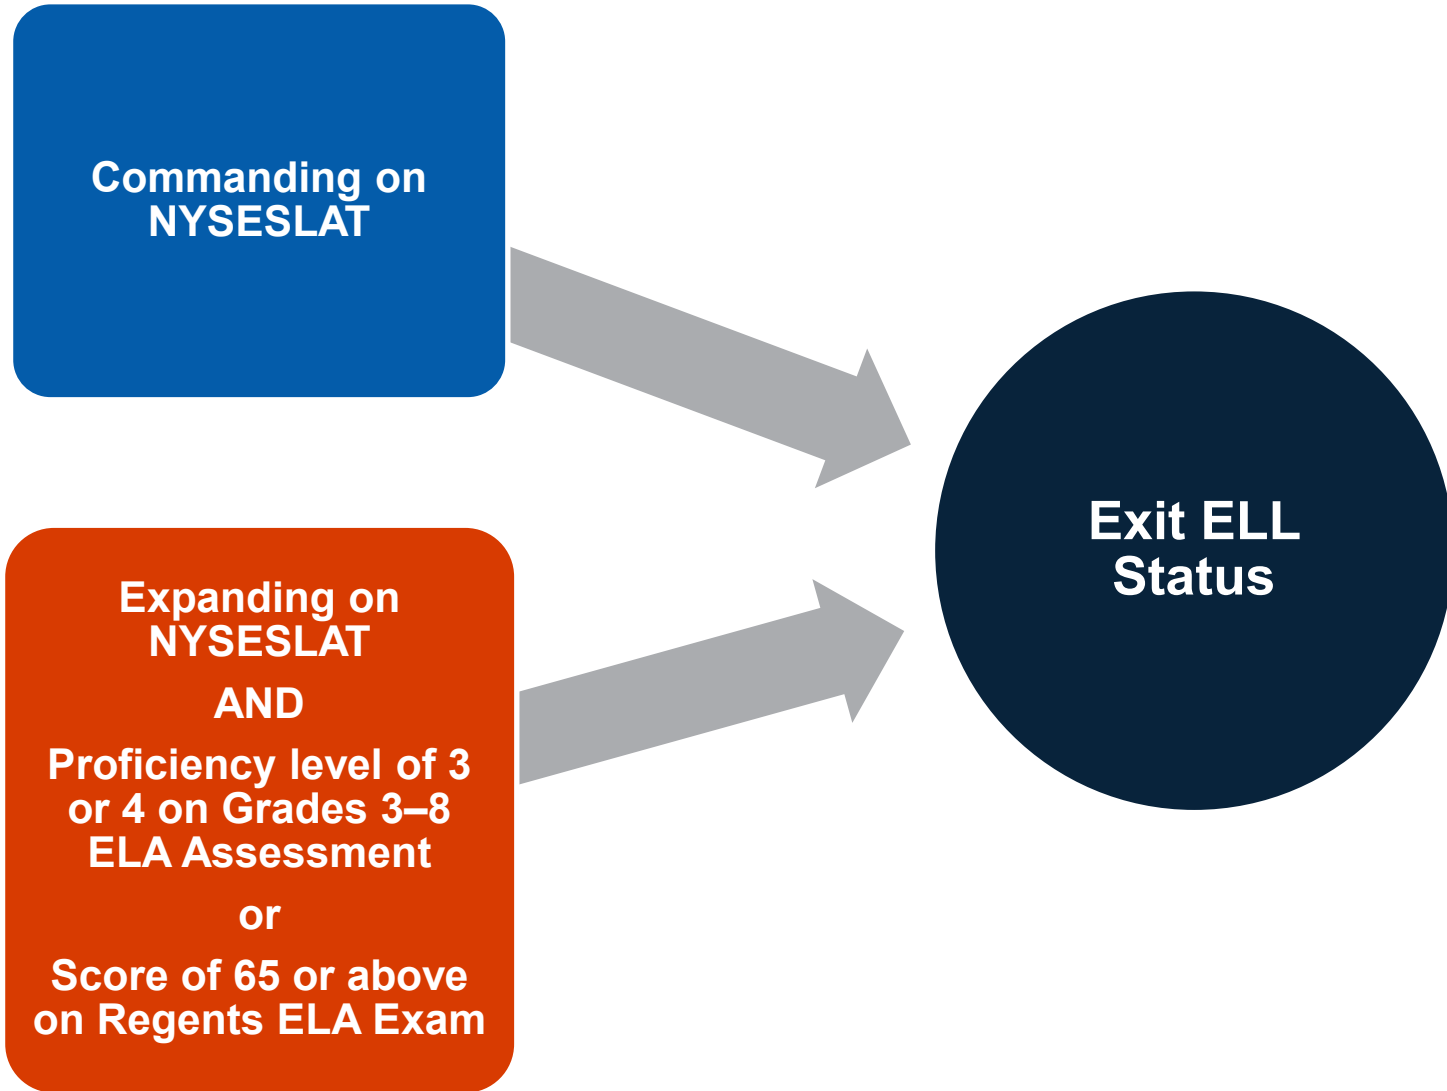 Commanding on
NYSESLAT
Expanding on
NYSESLAT
AND
Proficiency level of 3
or 4 on Grades 3–8
ELA Assessment
or
Score of 65 or above
on Regents ELA Exam
Exit ELL
Status